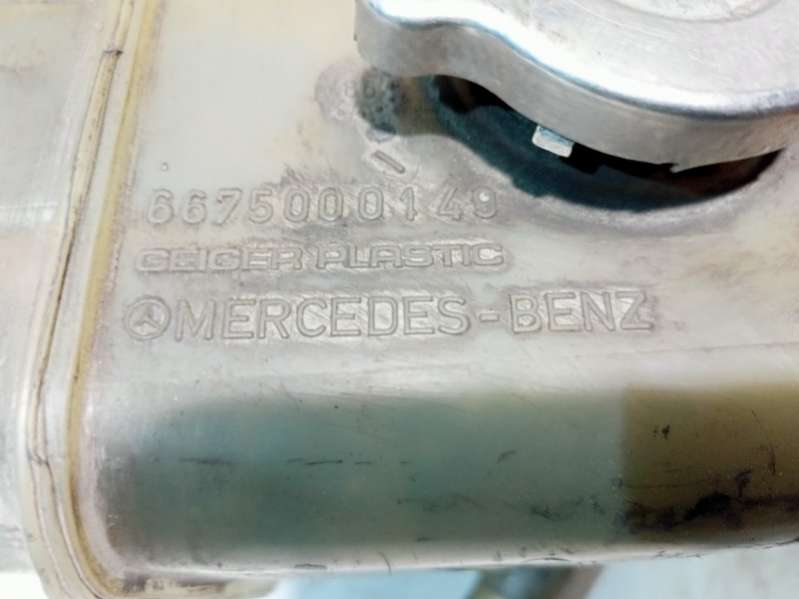 6675000149
GEIGER PLASTIC
MERCEDES-BENZ